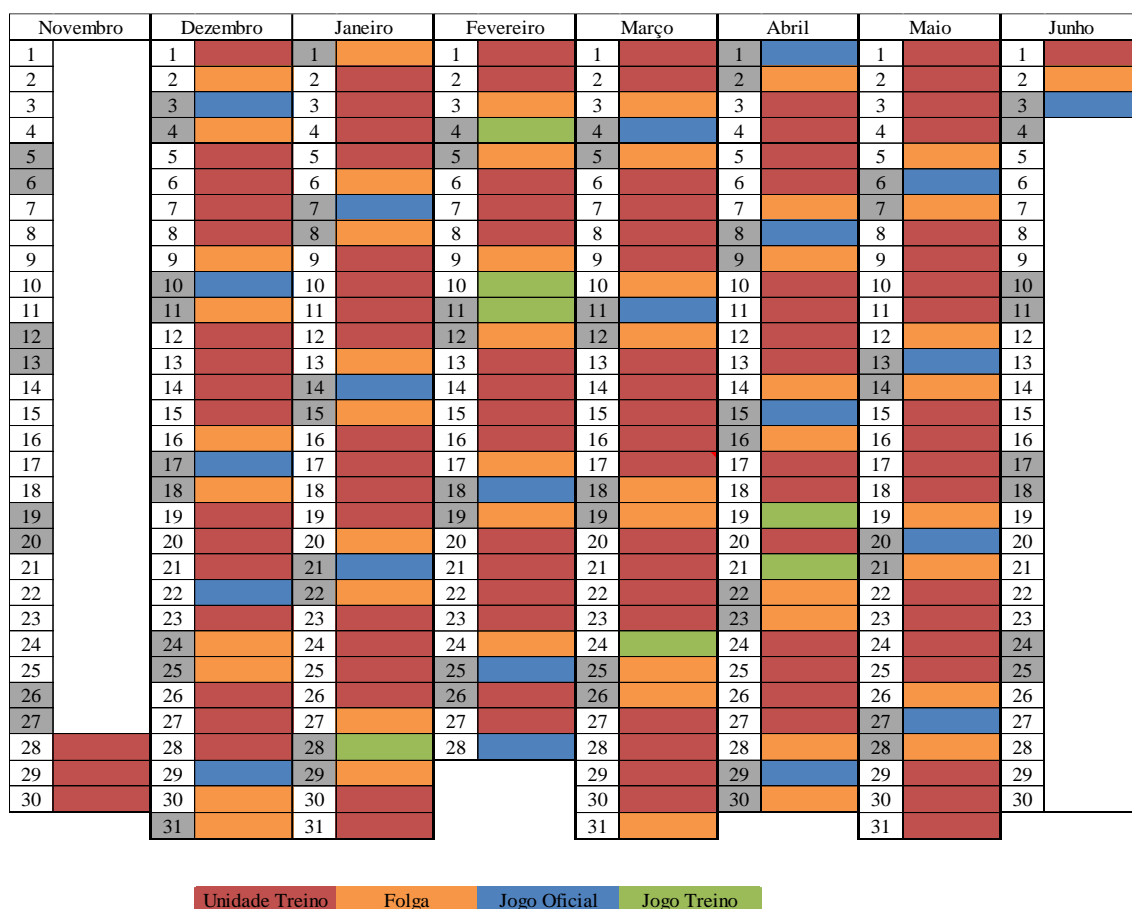 Novembro Dezembro Janeiro Fevereiro Março Abril Maio Junho
1 1 1 1 1 1 1 1
2 2 2 2 2 2 2 2
3 3 3 3 3 3 3 3
4 4 4 4 4 4 4 4
5 5 5 5 5 5 5 5
6 6 6 6 6 6 6 6
7 7 7 7 7 7 7 7
8 8 8 8 8 8 8 8
9 9 9 9 9 9 9 9
10 10 10 10 10 10 10 10
11 11 11 11 11 11 11 11
12 12 12 12 12 12 12 12
13 13 13 13 13 13 13 13
14 14 14 14 14 14 14 14
15 15 15 15 15 15 15 15
16 16 16 16 16 16 16 16
17 17 17 17 17 17 17 17
18 18 18 18 18 18 18 18
19 19 19 19 19 19 19 19
20 20 20 20 20 20 20 20
21 21 21 21 21 21 21 21
22 22 22 22 22 22 22 22
23 23 23 23 23 23 23 23
24 24 24 24 24 24 24 24
25 25 25 25 25 25 25 25
26 26 26 26 26 26 26 26
27 27 27 27 27 27 27 27
28 28 28 28 28 28 28 28
29 29 29 29 29 29 29
30 30 30 30 30 30 30
31 31 31 31
Unidade Treino Folga Jogo Oficial Jogo Treino